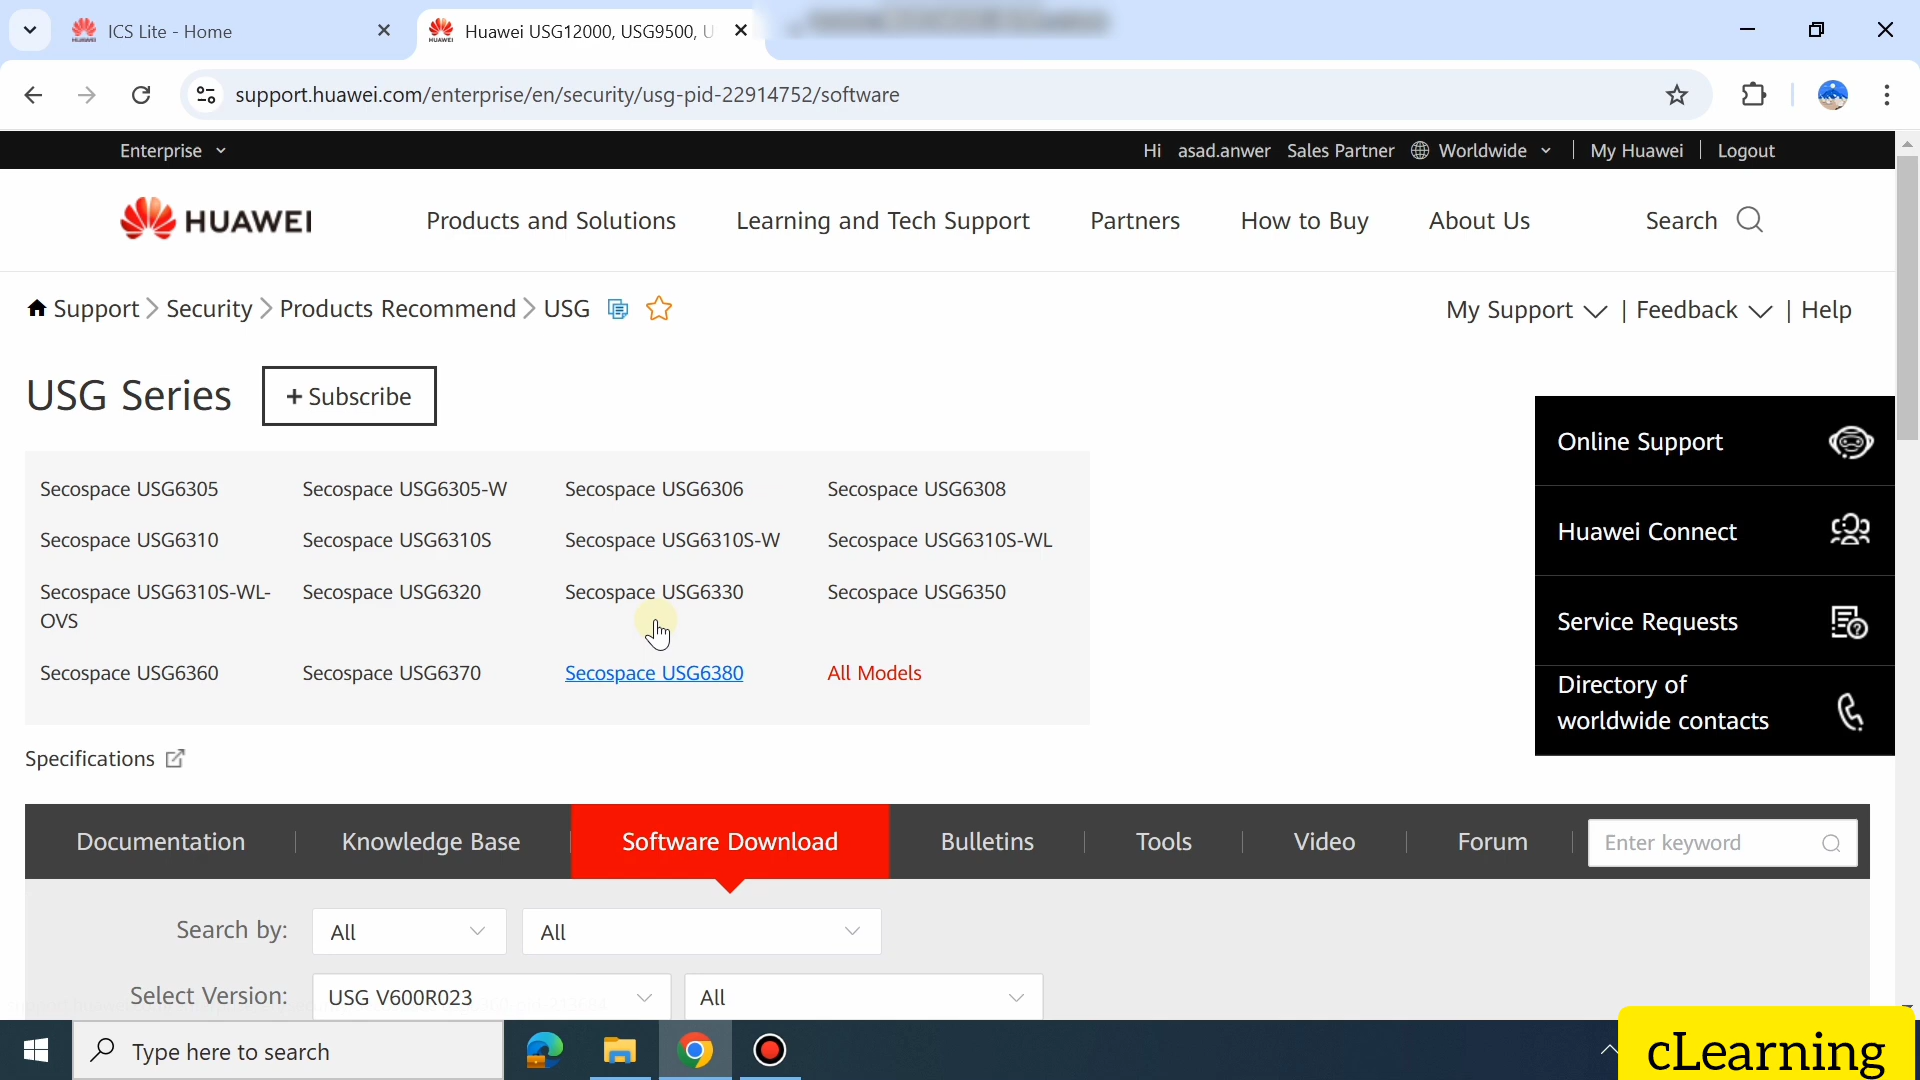 ICS Lite - Home
Huawei USG12000, USG9500, U
support.huawei.com/enterprise/en/security/usg-pid-22914752/software
Enterprise
Hi asad.anwer Sales Partner Worldwide My Huawei Logout
HUAWEI
Products and Solutions Learning and Tech Support Partners How to Buy About Us Search
Support Security Products Recommend USG
My Support | Feedback | Help
USG Series + Subscribe
Secospace USG6305 Secospace USG6305-W Secospace USG6306 Secospace USG6308
Secospace USG6310 Secospace USG6310S Secospace USG6310S-W Secospace USG6310S-WL
Secospace USG6310S-WL-
OVS
Secospace USG6320 Secospace USG6330 Secospace USG6350
Secospace USG6360 Secospace USG6370 Secospace USG6380 All Models
Online Support
Huawei Connect
Service Requests
Directory of
worldwide contacts
Specifications
Documentation Knowledge Base Software Download Bulletins Tools Video Forum Enter keyword
Search by: All All
Select Version: USG V600R023 All
Type here to search
cLearning